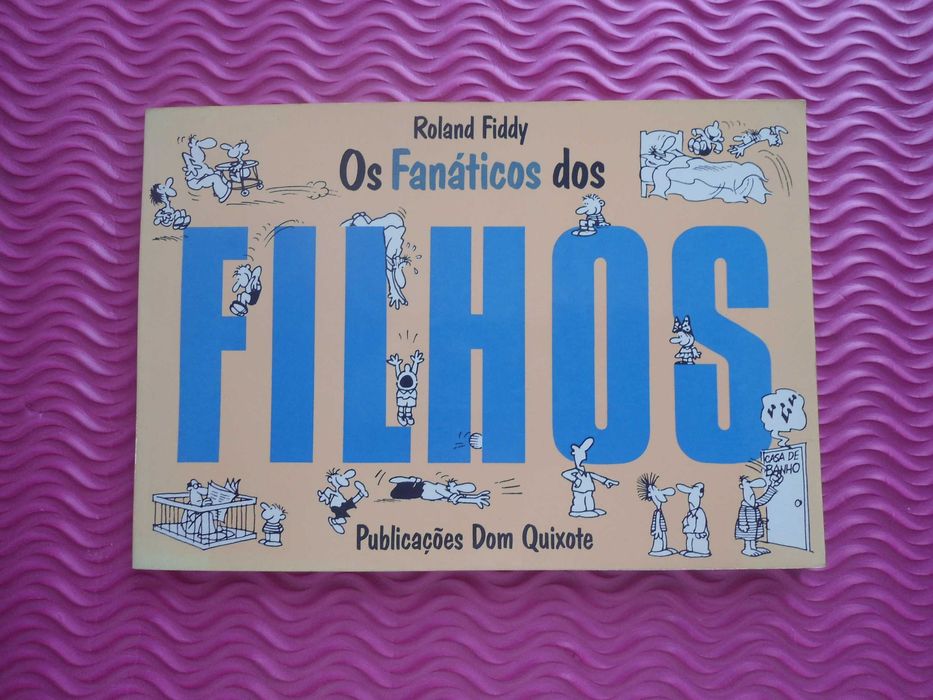 Roland Fiddy
Os Fanáticos dos
FILHOS
CASA DE
BANHO
Publicações Dom Quixote